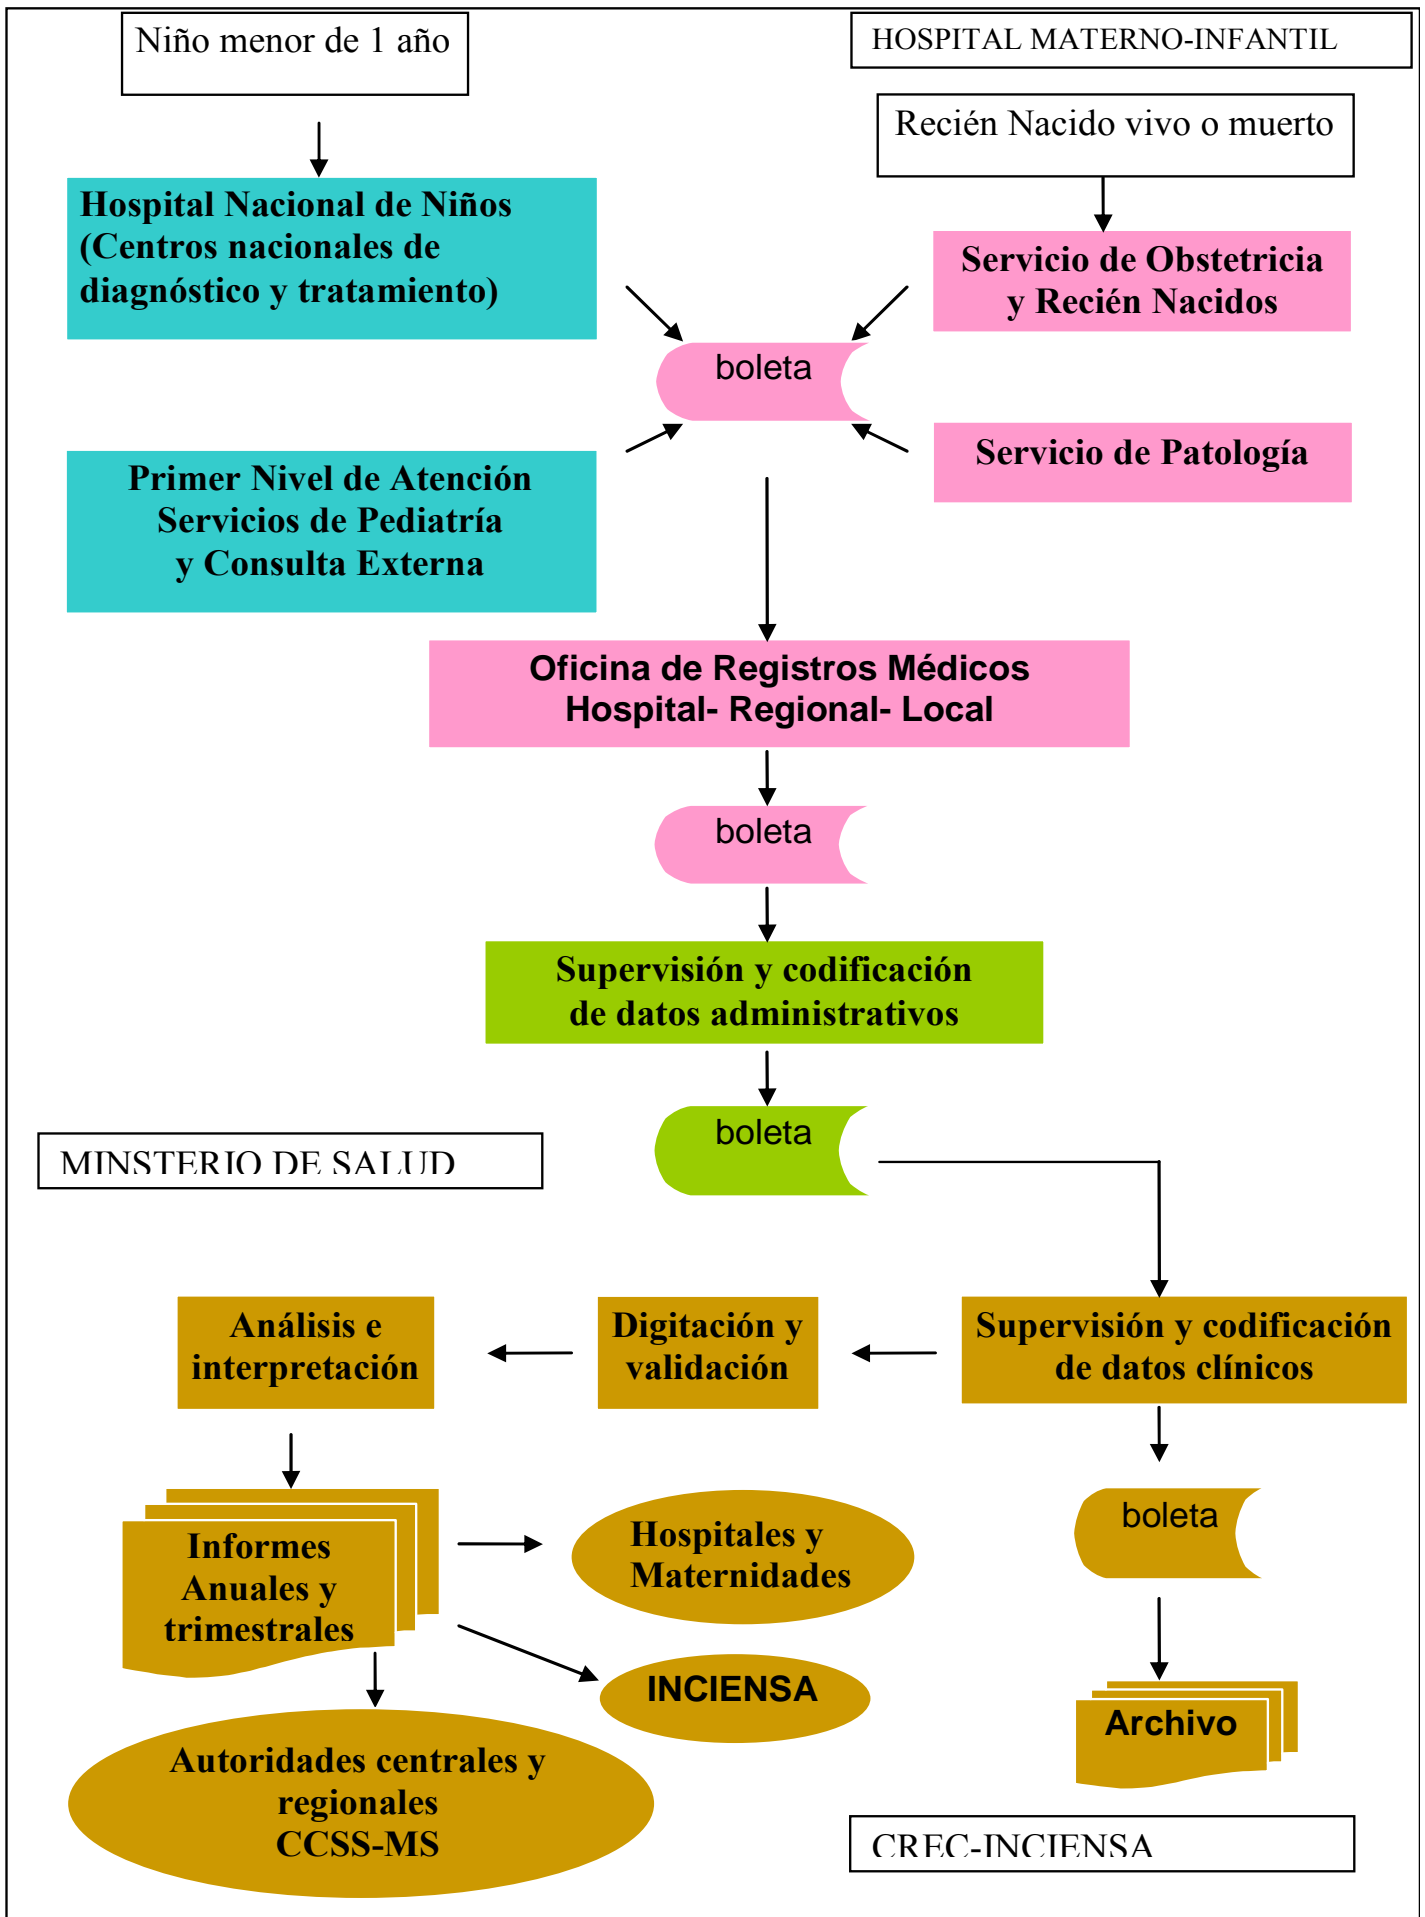 Niño menor de 1 año
HOSPITAL MATERNO-INFANTIL
Recién Nacido vivo o muerto
Hospital Nacional de Niños
(Centros nacionales de
diagnóstico y tratamiento)
Servicio de Obstetricia
y Recién Nacidos
boleta
Servicio de Patología
Primer Nivel de Atención
Servicios de Pediatría
y Consulta Externa
Oficina de Registros Médicos
Hospital- Regional- Local
boleta
Supervisión y codificación
de datos administrativos
boleta
MINSTERIO DE SALUD
Análisis e
interpretación
Digitación y
validación
Supervisión y codificación
de datos clínicos
Informes
Anuales y
trimestrales
Hospitales y
Maternidades
boleta
INCIENSA
Archivo
Autoridades centrales y
regionales
CCSS-MS
CREC-INCIENSA